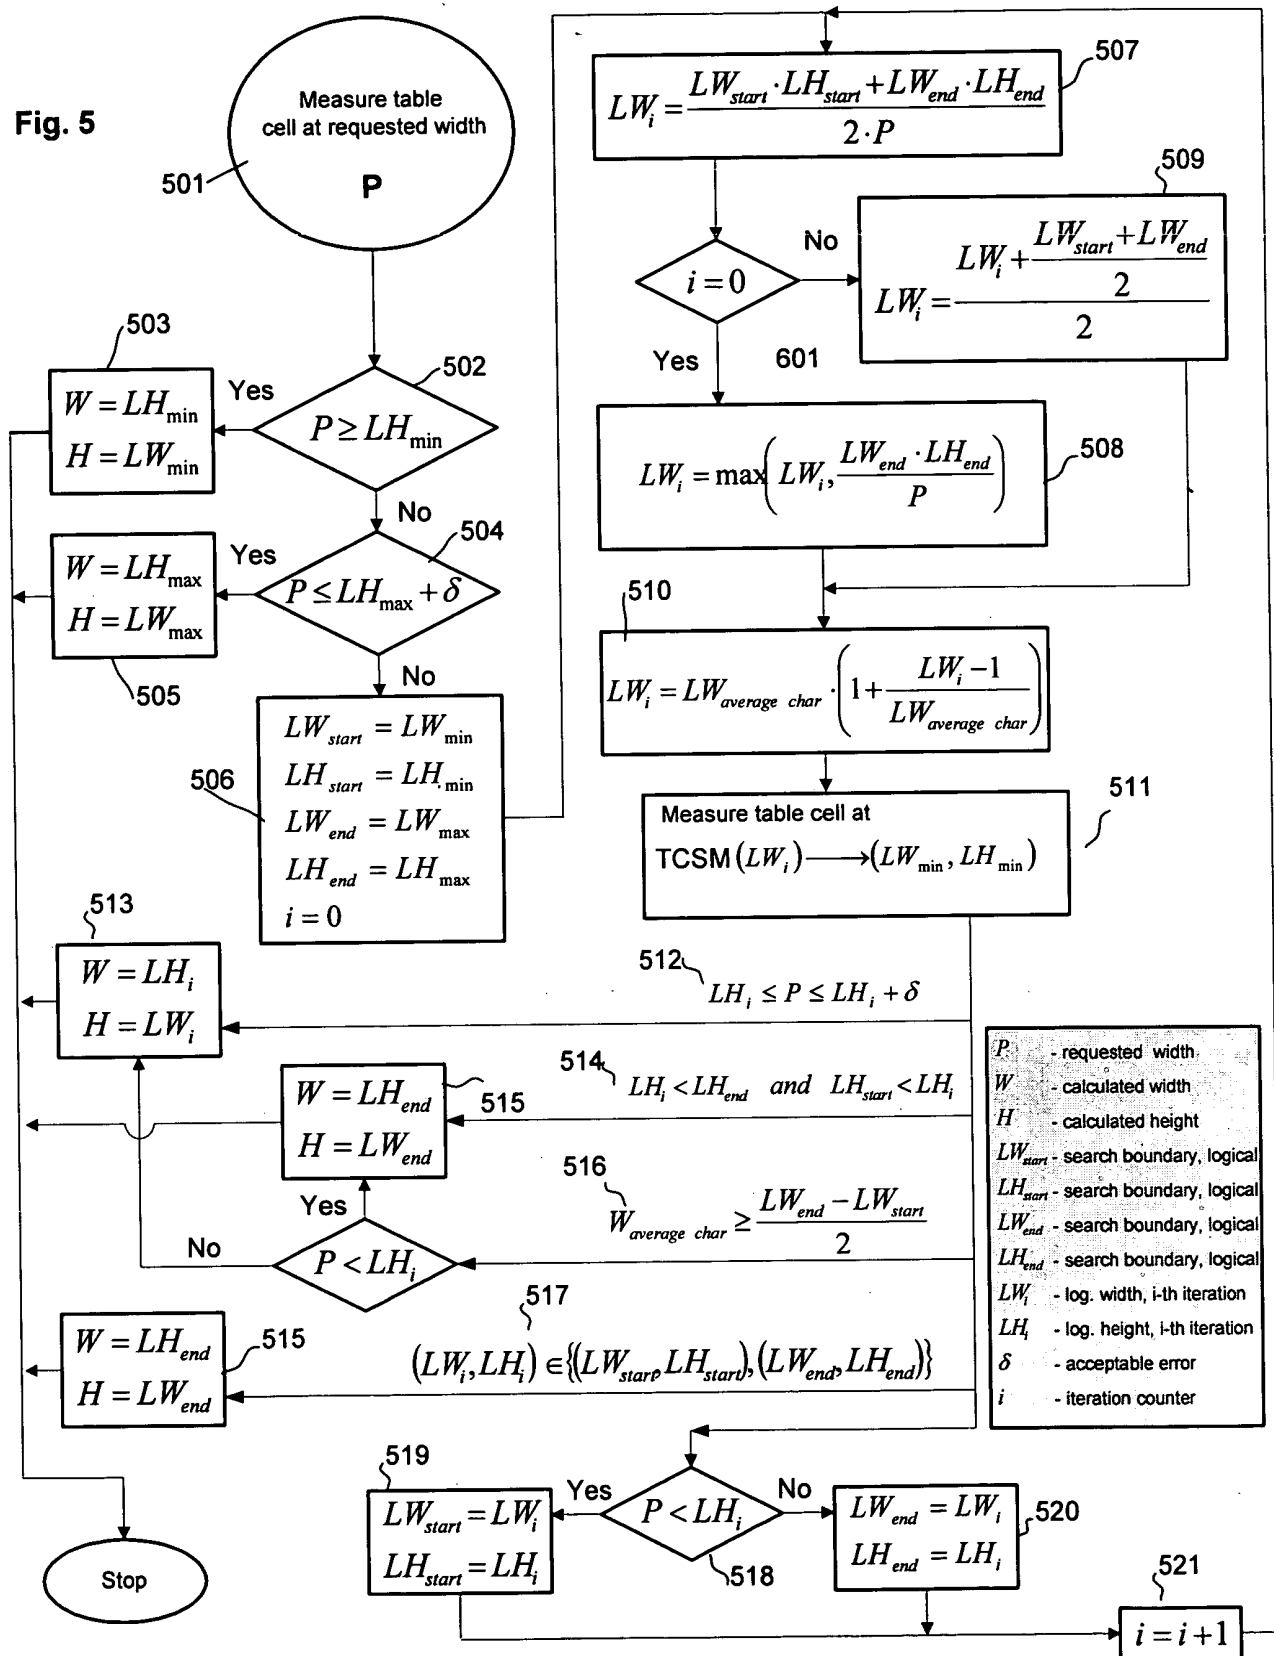 Fig. 5
Measure table
cell at requested width
P
501
502
P ≥ LH_min
Yes
503
W = LH_min
H = LW_min
No
504
P ≤ LH_max + δ
Yes
W = LH_max
H = LW_max
505
No
506
LW_start = LW_min
LH_start = LH_min
LW_end = LW_max
LH_end = LH_max
i = 0
507
LW_i = (LW_start · LH_start + LW_end · LH_end) / (2 · P)
i = 0
No
509
LW_i = (LW_i + (LW_start + LW_end) / 2) / 2
Yes
601
508
LW_i = max(LW_i, (LW_end · LH_end) / P)
510
LW_i = LW_average char · (1 + (LW_i − 1) / LW_average char)
511
Measure table cell at
TCSM(LW_i) ⟶ (LW_min, LH_min)
512
LH_i ≤ P ≤ LH_i + δ
513
W = LH_i
H = LW_i
514
LH_i < LH_end and LH_start < LH_i
515
W = LH_end
H = LW_end
516
W_average char ≥ (LW_end − LW_start) / 2
P < LH_i
Yes
No
517
(LW_i, LH_i) ∈ {(LW_start, LH_start), (LW_end, LH_end)}
515
W = LH_end
H = LW_end
P - requested width
W - calculated width
H - calculated height
LW_start - search boundary, logical
LH_start - search boundary, logical
LW_end - search boundary, logical
LH_end - search boundary, logical
LW_i - log. width, i-th iteration
LH_i - log. height, i-th iteration
δ - acceptable error
i - iteration counter
518
P < LH_i
Yes
No
519
LW_start = LW_i
LH_start = LH_i
520
LW_end = LW_i
LH_end = LH_i
521
i = i + 1
Stop